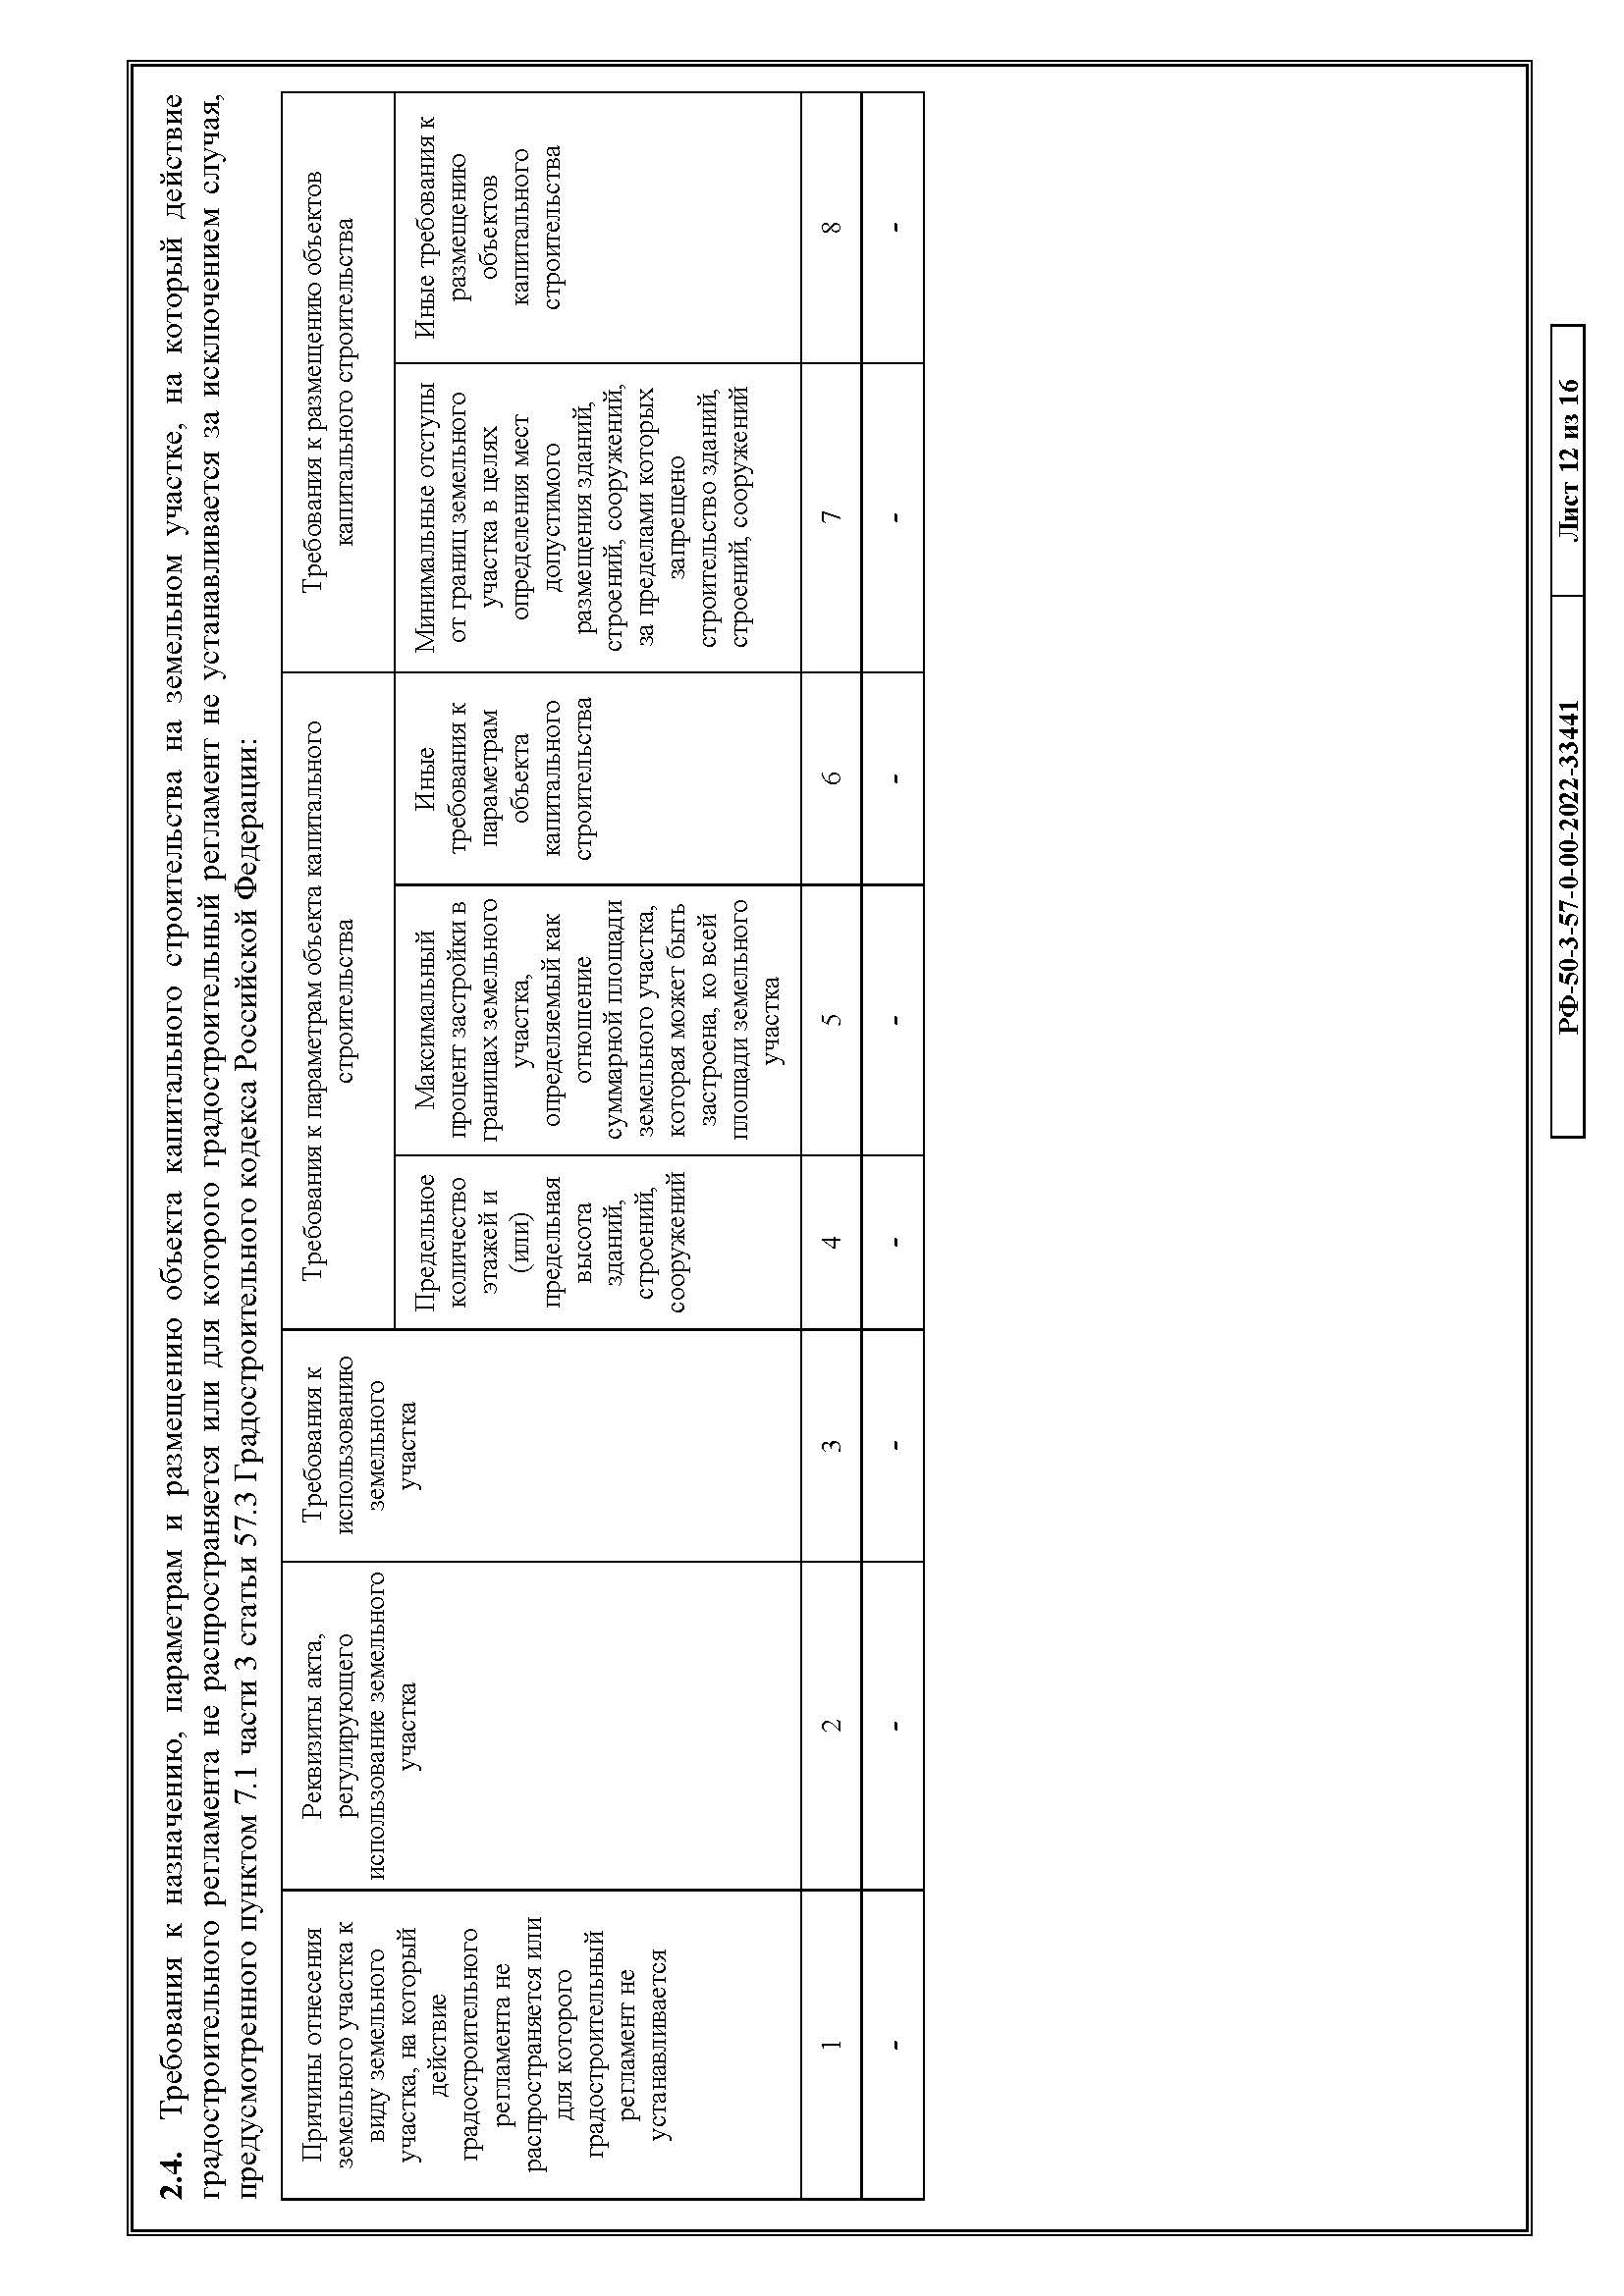 2.4. Требования к назначению, параметрам и размещению объекта капитального строительства на земельном участке, на который действие
градостроительного регламента не распространяется или для которого градостроительный регламент не устанавливается за исключением случая,
предусмотренного пунктом 7.1 части 3 статьи 57.3 Градостроительного кодекса Российской Федерации:
Причины отнесения
земельного участка к
виду земельного
участка, на который
действие
градостроительного
регламента не
распространяется или
для которого
градостроительный
регламент не
устанавливается
Реквизиты акта,
регулирующего
использование земельного
участка
Требования к
использованию
земельного
участка
Требования к параметрам объекта капитального
строительства
Требования к размещению объектов
капитального строительства
Предельное
количество
этажей и
(или)
предельная
высота
зданий,
строений,
сооружений
Максимальный
процент застройки в
границах земельного
участка,
определяемый как
отношение
суммарной площади
земельного участка,
которая может быть
застроена, ко всей
площади земельного
участка
Иные
требования к
параметрам
объекта
капитального
строительства
Минимальные отступы
от границ земельного
участка в целях
определения мест
допустимого
размещения зданий,
строений, сооружений,
за пределами которых
запрещено
строительство зданий,
строений, сооружений
Иные требования к
размещению
объектов
капитального
строительства
1 2 3 4 5 6 7 8
- - - - - - - -
РФ-50-3-57-0-00-2022-33441 Лист 12 из 16